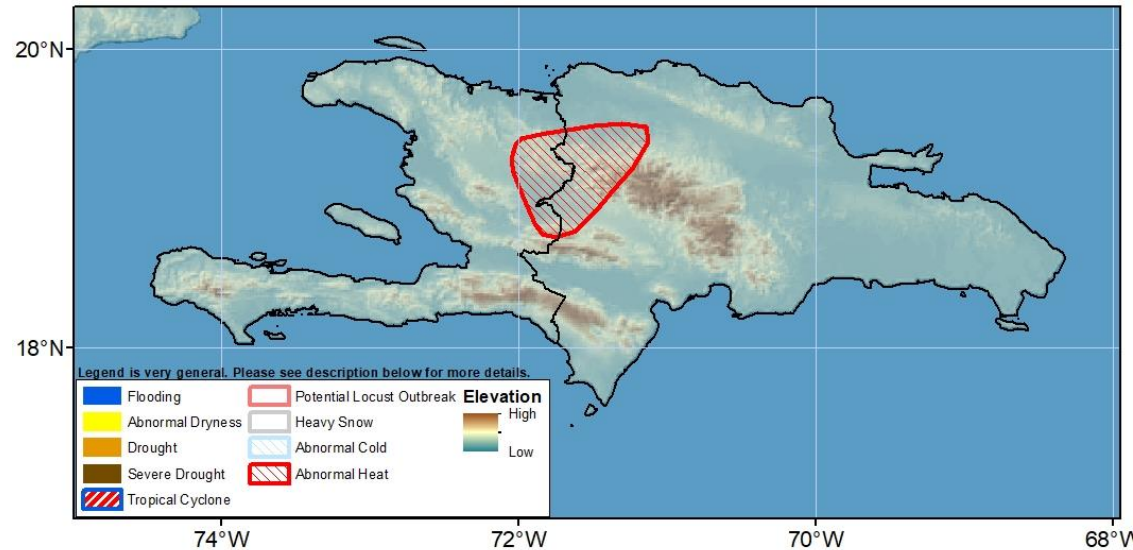 20°N
18°N
Legend is very general. Please see description below for more details.
Flooding
Abnormal Dryness
Drought
Severe Drought
Tropical Cyclone
Potential Locust Outbreak
Heavy Snow
Abnormal Cold
Abnormal Heat
Elevation
High
Low
74°W
72°W
70°W
68°W